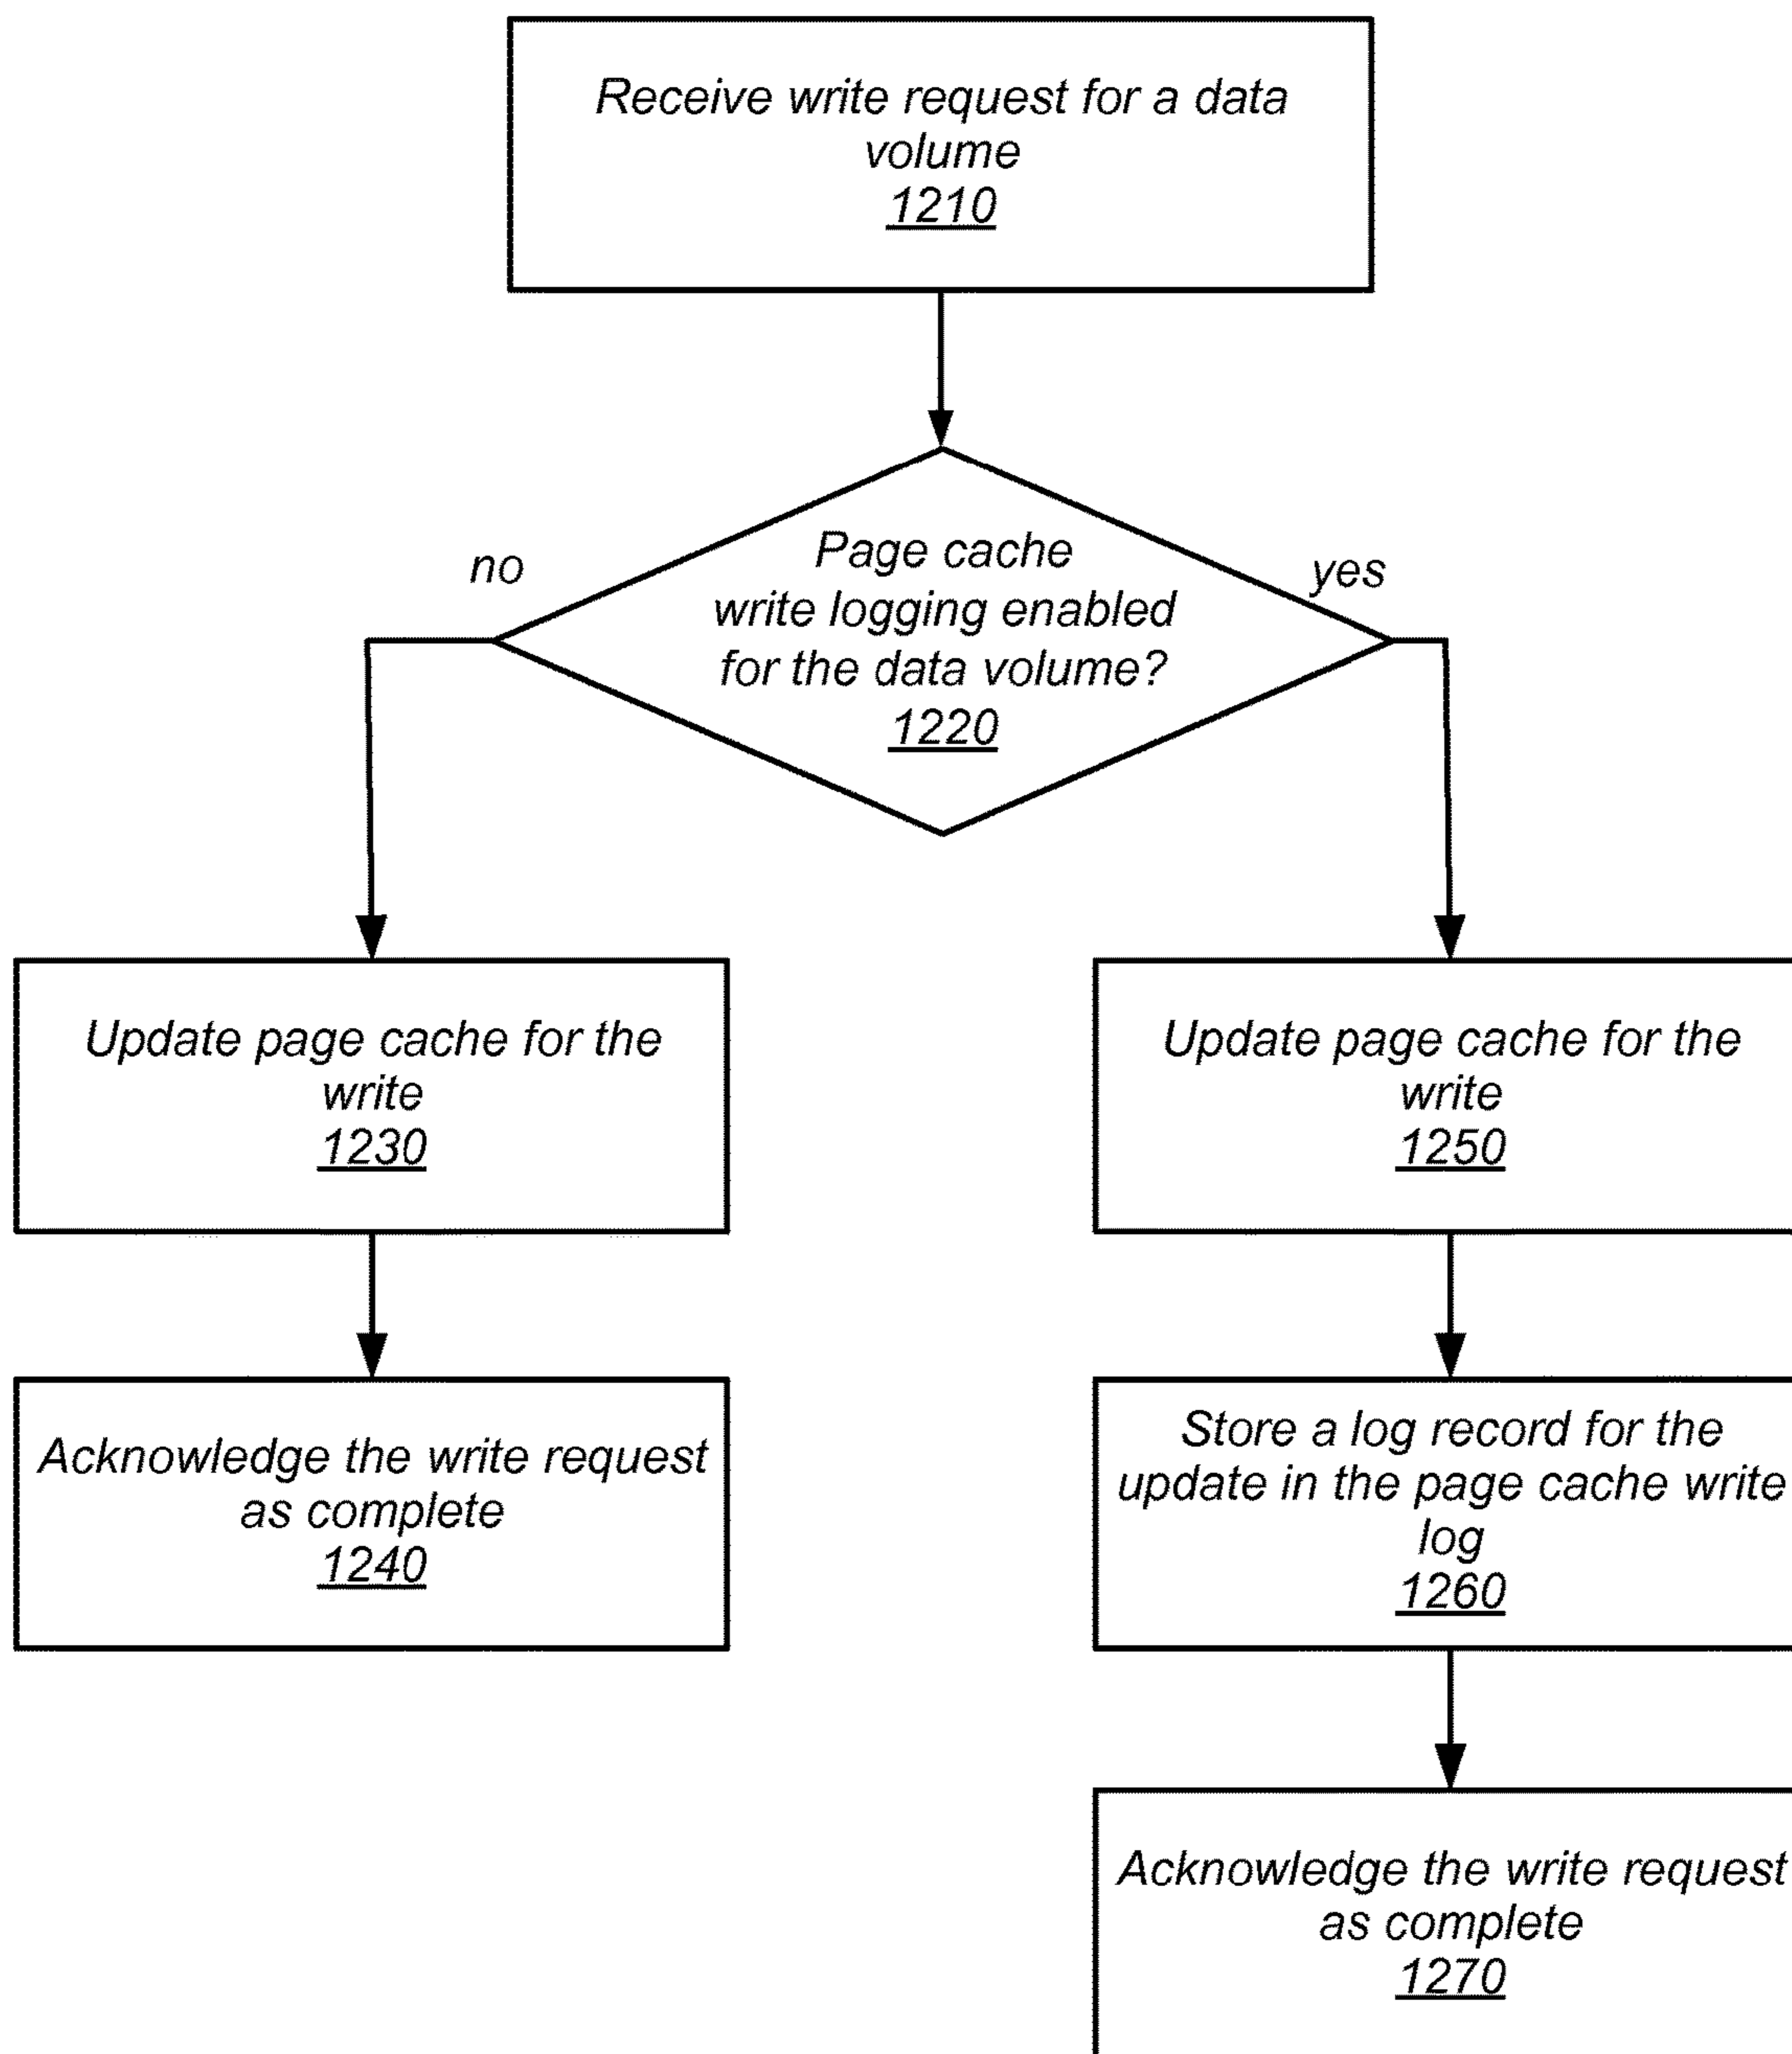 Receive write request for a data
volume
1210
no
Page cache
write logging enabled
for the data volume?
1220
yes
Update page cache for the
write
1230
Update page cache for the
write
1250
Acknowledge the write request
as complete
1240
Store a log record for the
update in the page cache write
log
1260
Acknowledge the write request
as complete
1270